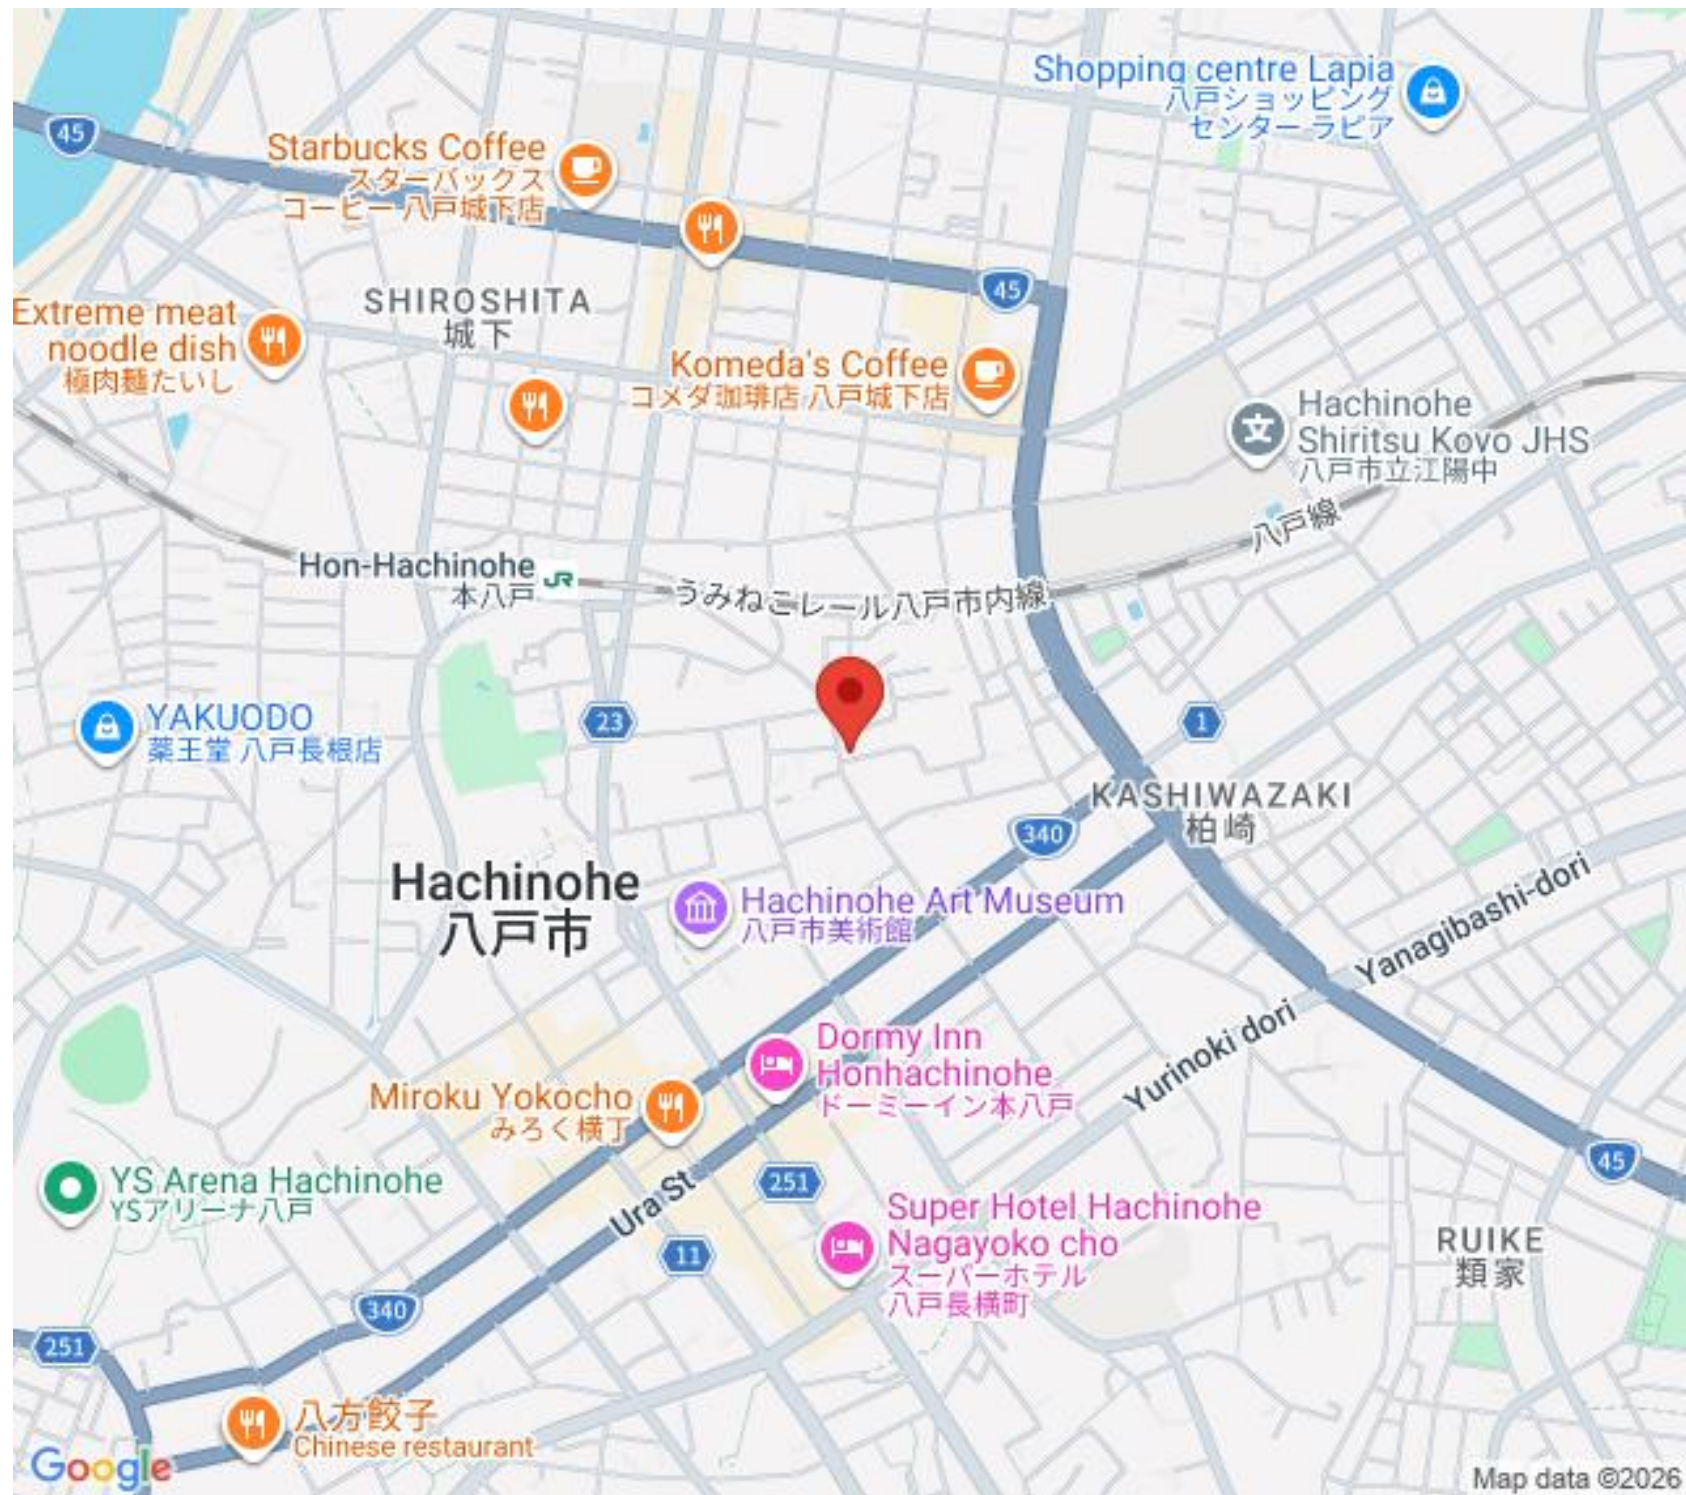 Shopping centre Lapia
八戸ショッピング
センター ラピア
45
Starbucks Coffee
スターバックス
コーヒー 八戸城下店
45
SHIROSHITA
城下
Extreme meat
noodle dish
極肉麺たいし
Komeda's Coffee
コメダ珈琲店 八戸城下店
文
Hachinohe
Shiritsu Koyo JHS
八戸市立江陽中
八戸線
Hon-Hachinohe
本八戸
JR
うみねこレール八戸市内線
YAKUODO
薬王堂 八戸長根店
23
1
KASHIWAZAKI
柏崎
340
Hachinohe
八戸市
Hachinohe Art Museum
八戸市美術館
Yanagibashi-dori
Yurinoki dori
Dormy Inn
Honhachinohe
ドーミーイン本八戸
Miroku Yokocho
みろく横丁
45
YS Arena Hachinohe
YSアリーナ八戸
251
Ura St
Super Hotel Hachinohe
Nagayoko cho
スーパーホテル
八戸長横町
11
RUIKE
類家
340
251
八方餃子
Chinese restaurant
Google
Map data ©2026